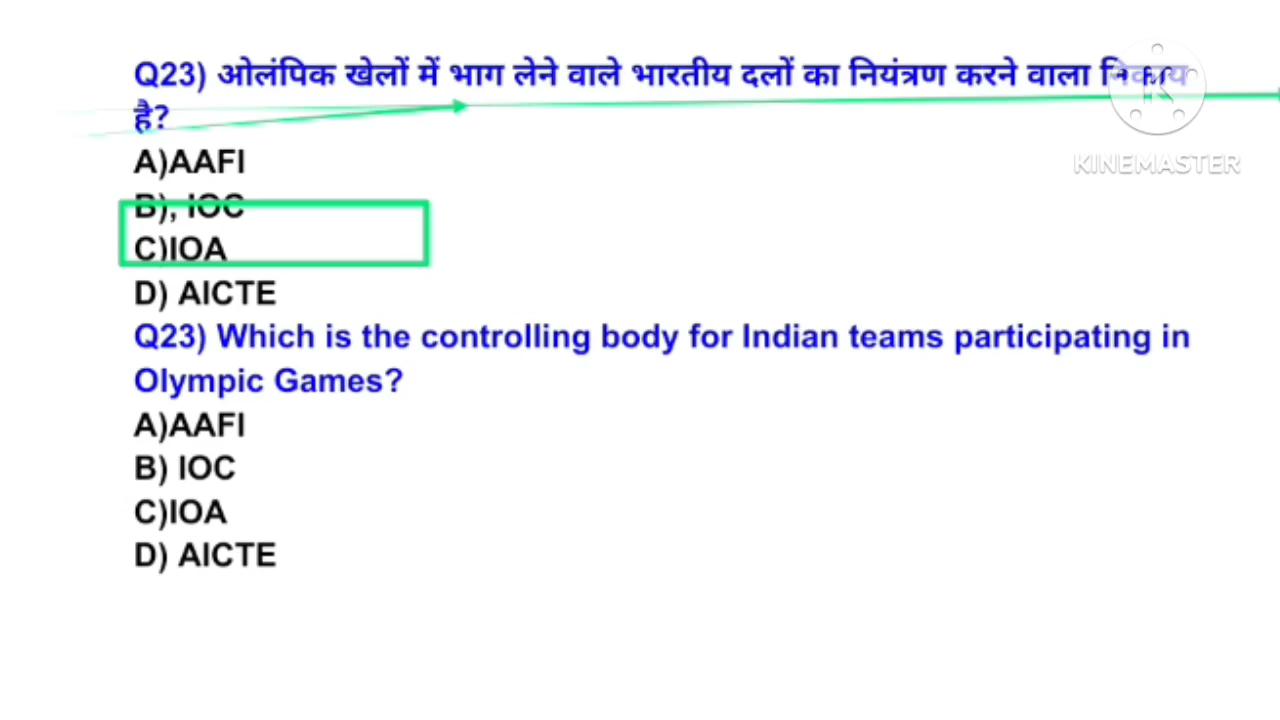 Q23) ओलंपिक खेलों में भाग लेने वाले भारतीय दलों का नियंत्रण करने वाला निकाय
है?
KINEMASTER
A)AAFI
B), IOC
C)IOA
D) AICTE
Q23) Which is the controlling body for Indian teams participating in
Olympic Games?
A)AAFI
B) IOC
C)IOA
D) AICTE